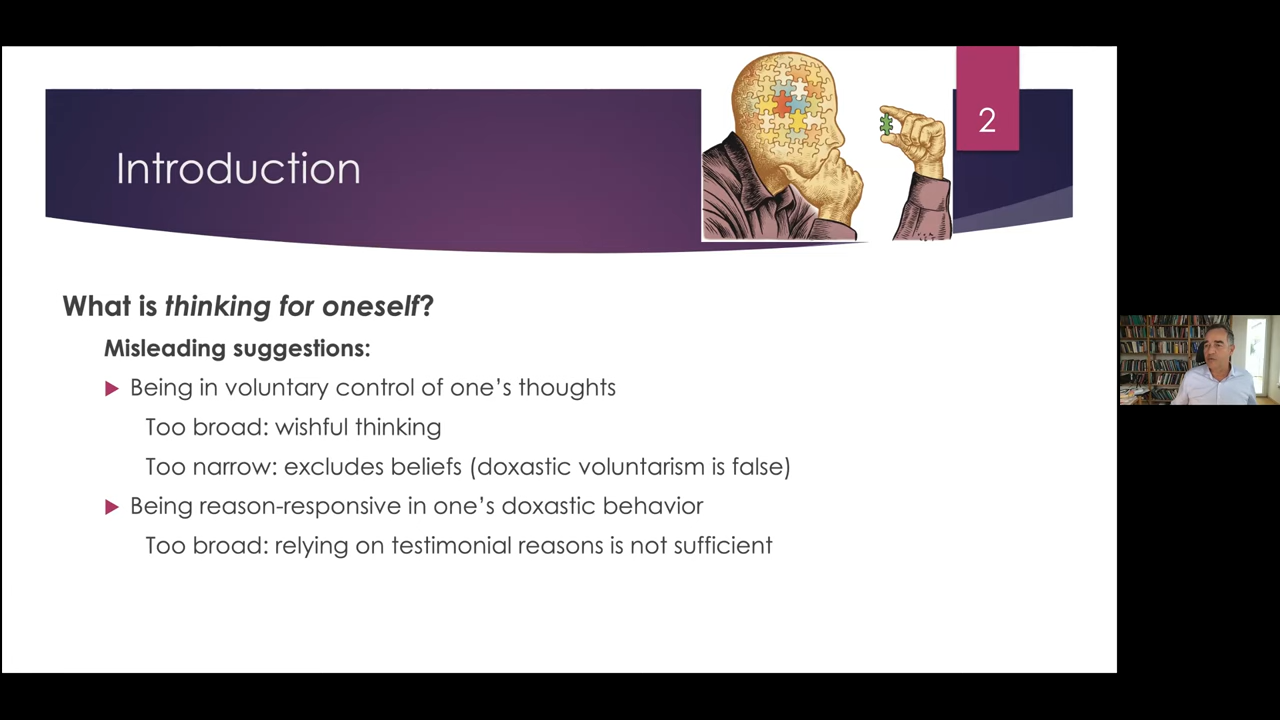 Introduction
2
What is thinking for oneself?
Misleading suggestions:
Being in voluntary control of one’s thoughts
Too broad: wishful thinking
Too narrow: excludes beliefs (doxastic voluntarism is false)
Being reason-responsive in one’s doxastic behavior
Too broad: relying on testimonial reasons is not sufficient